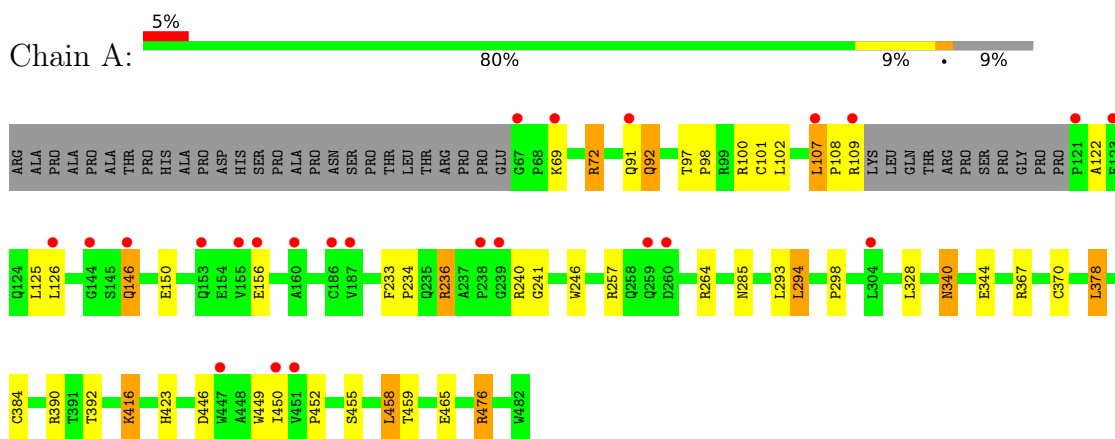 5%
Chain A:
80% 9% • 9%
ARG ALA PRO ALA PRO ALA THR PRO HIS ALA PRO ASP HIS SER PRO ALA PRO ASN SER PRO THR LEU THR ARG PRO PRO GLU G67 P68 K69 R72 Q91 Q92 T97 P98 R99 R100 C101 L102 L107 P108 R109 LYS LEU GLN THR ARG PRO SER PRO GLY PRO PRO P121 A122
Q124 L125 L126 G144 S145 Q146 E150 Q153 E154 V155 E156 A160 C186 V187 F233 P234 Q235 R236 A237 P238 G239 R240 G241 W246 R257 Q258 Q259 D260 R264 N285 L293 L294 P298 L304 L328 N340 E344 R367 C370 L378
C384 R390 T391 T392 K416 H423 D446 W447 A448 W449 I450 V451 P452 S455 L458 T459 E465 R476 W482